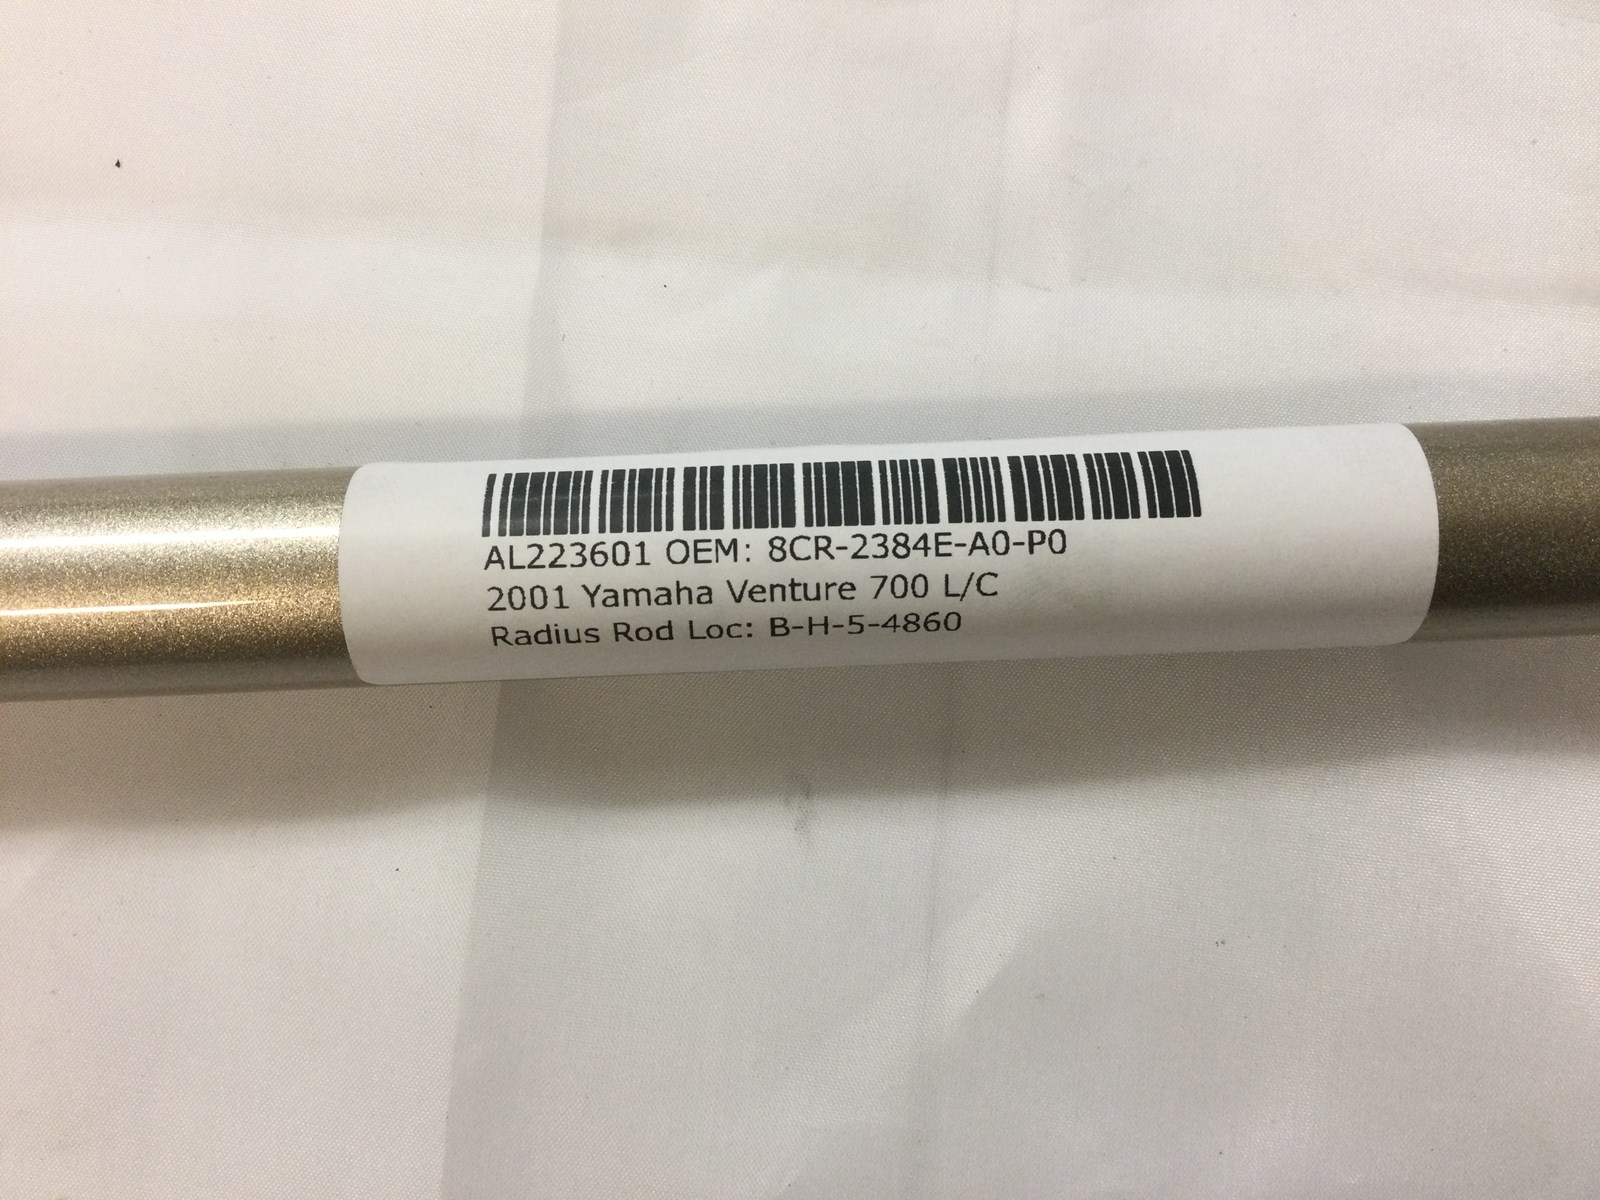 AL223601 OEM: 8CR-2384E-A0-P0
2001 Yamaha Venture 700 L/C
Radius Rod Loc: B-H-5-4860